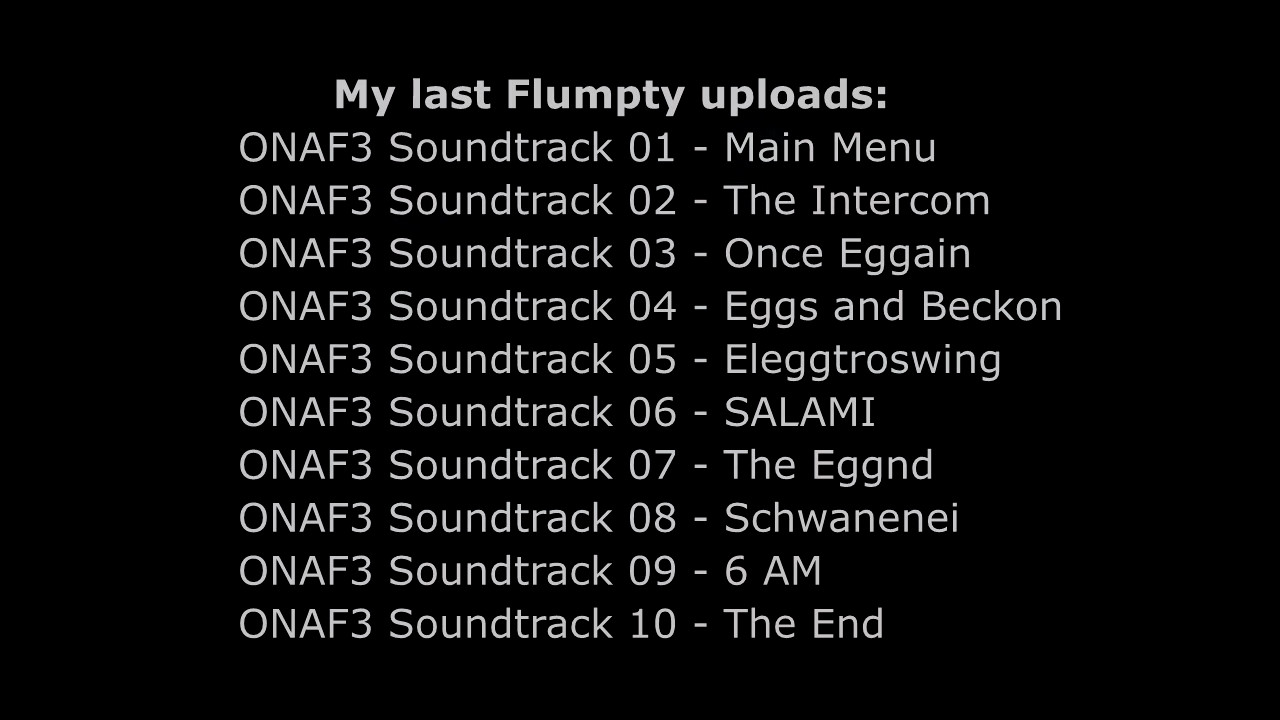 My last Flumpty uploads:
ONAF3 Soundtrack 01 - Main Menu
ONAF3 Soundtrack 02 - The Intercom
ONAF3 Soundtrack 03 - Once Eggain
ONAF3 Soundtrack 04 - Eggs and Beckon
ONAF3 Soundtrack 05 - Eleggtroswing
ONAF3 Soundtrack 06 - SALAMI
ONAF3 Soundtrack 07 - The Eggnd
ONAF3 Soundtrack 08 - Schwanenei
ONAF3 Soundtrack 09 - 6 AM
ONAF3 Soundtrack 10 - The End